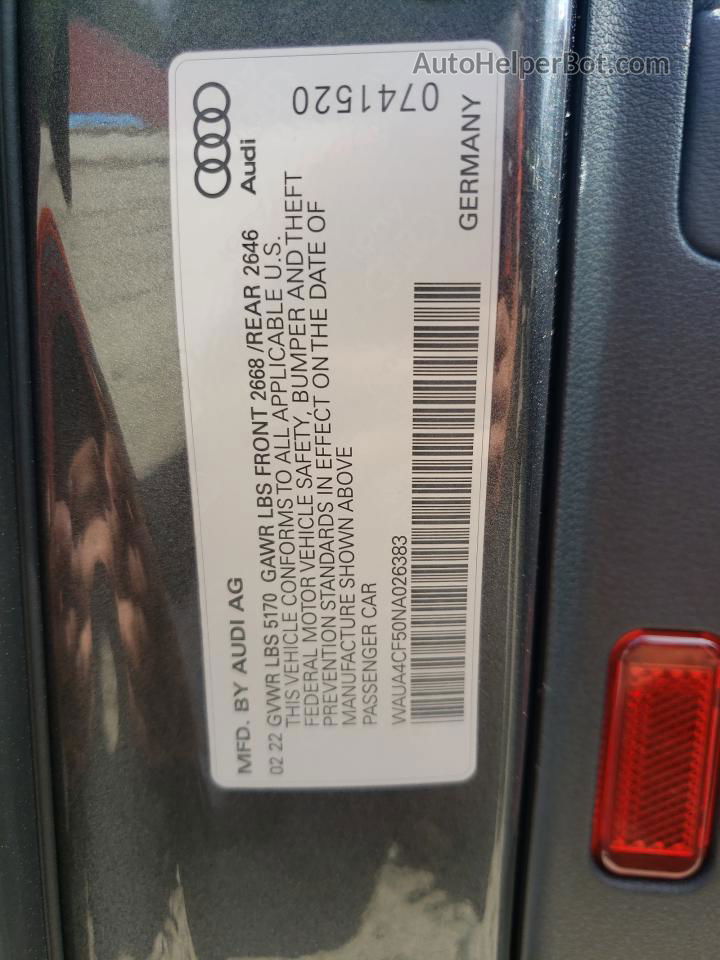 AutoHelperBot.com
MFD. BY AUDI AG
Audi
02 22 GVWR LBS 5170 GAWR LBS FRONT 2668 /REAR 2646
THIS VEHICLE CONFORMS TO ALL APPLICABLE U.S.
FEDERAL MOTOR VEHICLE SAFETY, BUMPER AND THEFT
PREVENTION STANDARDS IN EFFECT ON THE DATE OF
MANUFACTURE SHOWN ABOVE
PASSENGER CAR
WAUA4CF50NA026383
0741520
GERMANY